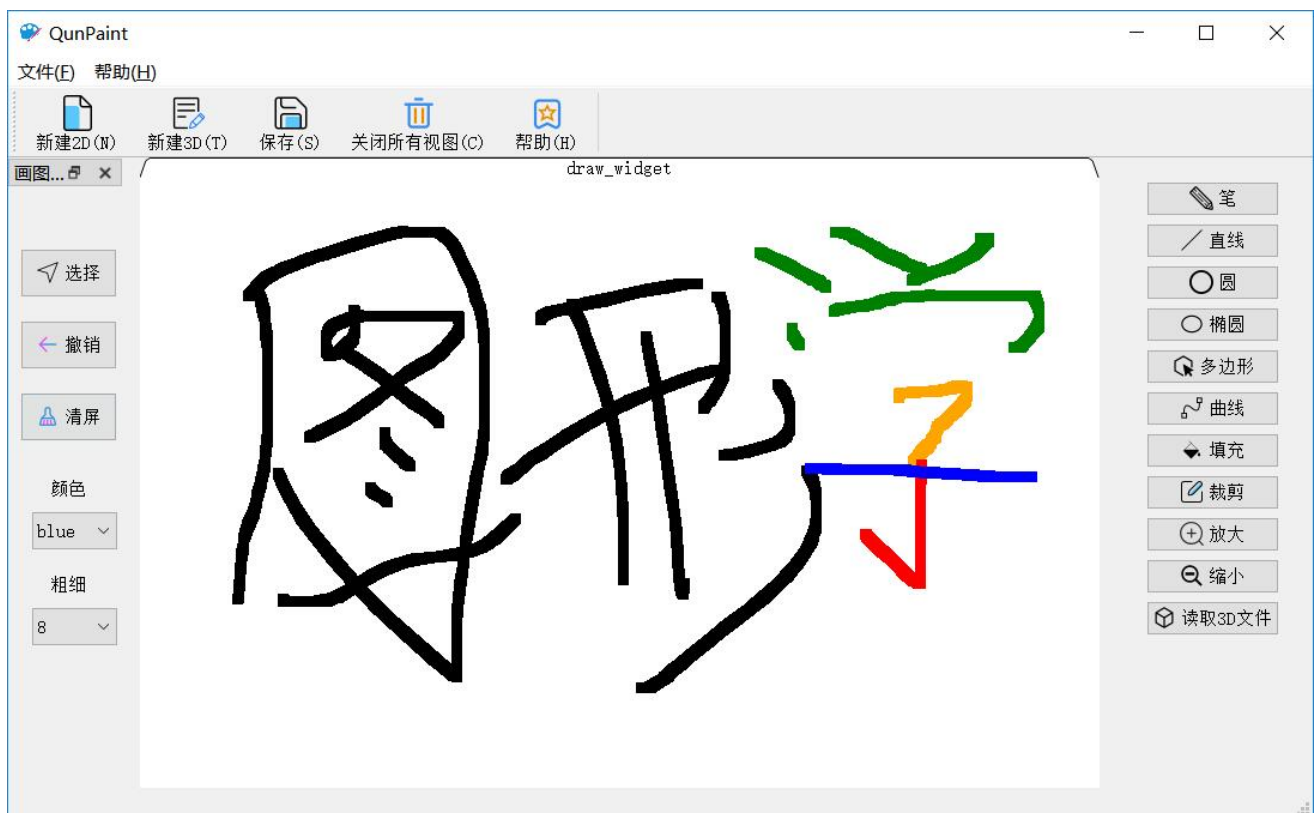 QunPaint
文件(F) 帮助(H)
新建2D(N) 新建3D(T) 保存(S) 关闭所有视图(C) 帮助(H)
画图... draw_widget
笔
直线
选择 圆
椭圆
撤销 多边形
清屏 曲线
填充
颜色 裁剪
blue 放大
粗细 缩小
8 读取3D文件
图形学